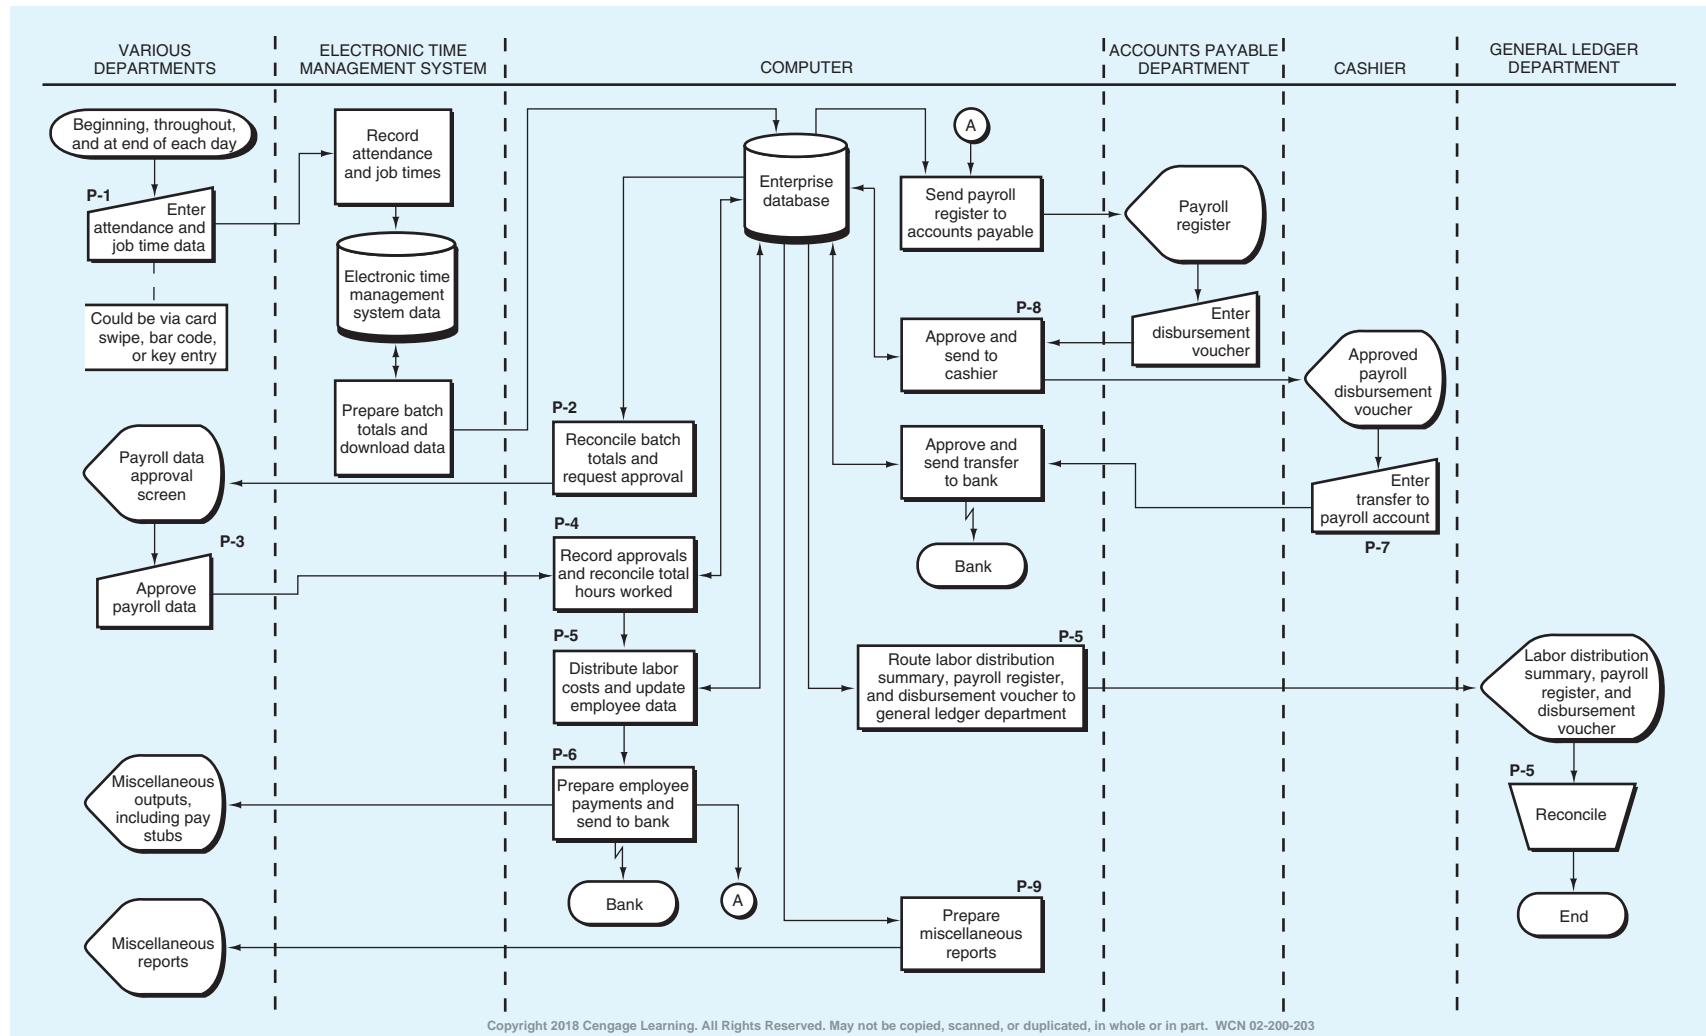 VARIOUS
DEPARTMENTS
ELECTRONIC TIME
MANAGEMENT SYSTEM
COMPUTER
ACCOUNTS PAYABLE
DEPARTMENT
CASHIER
GENERAL LEDGER
DEPARTMENT
Beginning, throughout,
and at end of each day
P-1
Enter
attendance and
job time data
Could be via card
swipe, bar code,
or key entry
Payroll data
approval
screen
P-3
Approve
payroll data
Miscellaneous
outputs,
including pay
stubs
Miscellaneous
reports
Record
attendance
and job times
Electronic time
management
system data
Prepare batch
totals and
download data
Enterprise
database
P-2
Reconcile batch
totals and
request approval
P-4
Record approvals
and reconcile total
hours worked
P-5
Distribute labor
costs and update
employee data
P-6
Prepare employee
payments and
send to bank
Bank
A
A
Send payroll
register to
accounts payable
P-8
Approve and
send to
cashier
Approve and
send transfer
to bank
Bank
P-5
Route labor distribution
summary, payroll register,
and disbursement voucher to
general ledger department
P-9
Prepare
miscellaneous
reports
Payroll
register
Enter
disbursement
voucher
Approved
payroll
disbursement
voucher
Enter
transfer to
payroll account
P-7
Labor distribution
summary, payroll
register, and
disbursement
voucher
P-5
Reconcile
End
Copyright 2018 Cengage Learning. All Rights Reserved. May not be copied, scanned, or duplicated, in whole or in part. WCN 02-200-203